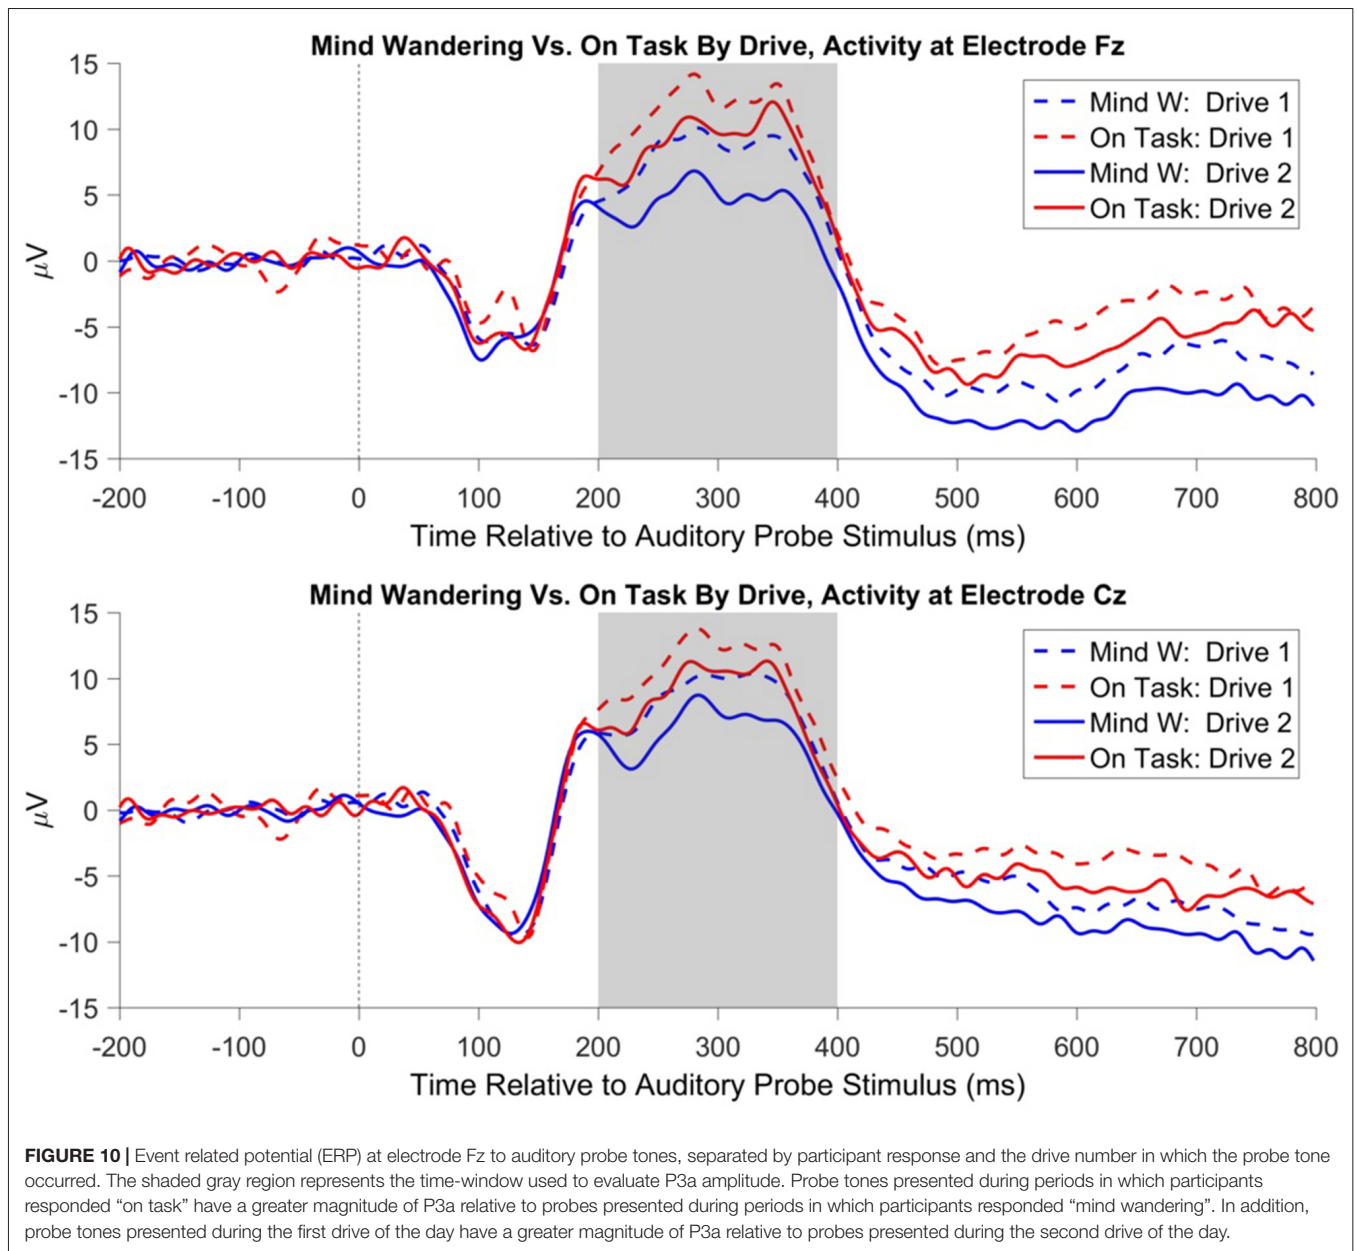 Mind Wandering Vs. On Task By Drive, Activity at Electrode Fz
15
10
5
0
-5
-10
-15
µV
Mind W: Drive 1
On Task: Drive 1
Mind W: Drive 2
On Task: Drive 2
-200 -100 0 100 200 300 400 500 600 700 800
Time Relative to Auditory Probe Stimulus (ms)
Mind Wandering Vs. On Task By Drive, Activity at Electrode Cz
15
10
5
0
-5
-10
-15
µV
Mind W: Drive 1
On Task: Drive 1
Mind W: Drive 2
On Task: Drive 2
-200 -100 0 100 200 300 400 500 600 700 800
Time Relative to Auditory Probe Stimulus (ms)
FIGURE 10 | Event related potential (ERP) at electrode Fz to auditory probe tones, separated by participant response and the drive number in which the probe tone
occurred. The shaded gray region represents the time-window used to evaluate P3a amplitude. Probe tones presented during periods in which participants
responded “on task” have a greater magnitude of P3a relative to probes presented during periods in which participants responded “mind wandering”. In addition,
probe tones presented during the first drive of the day have a greater magnitude of P3a relative to probes presented during the second drive of the day.